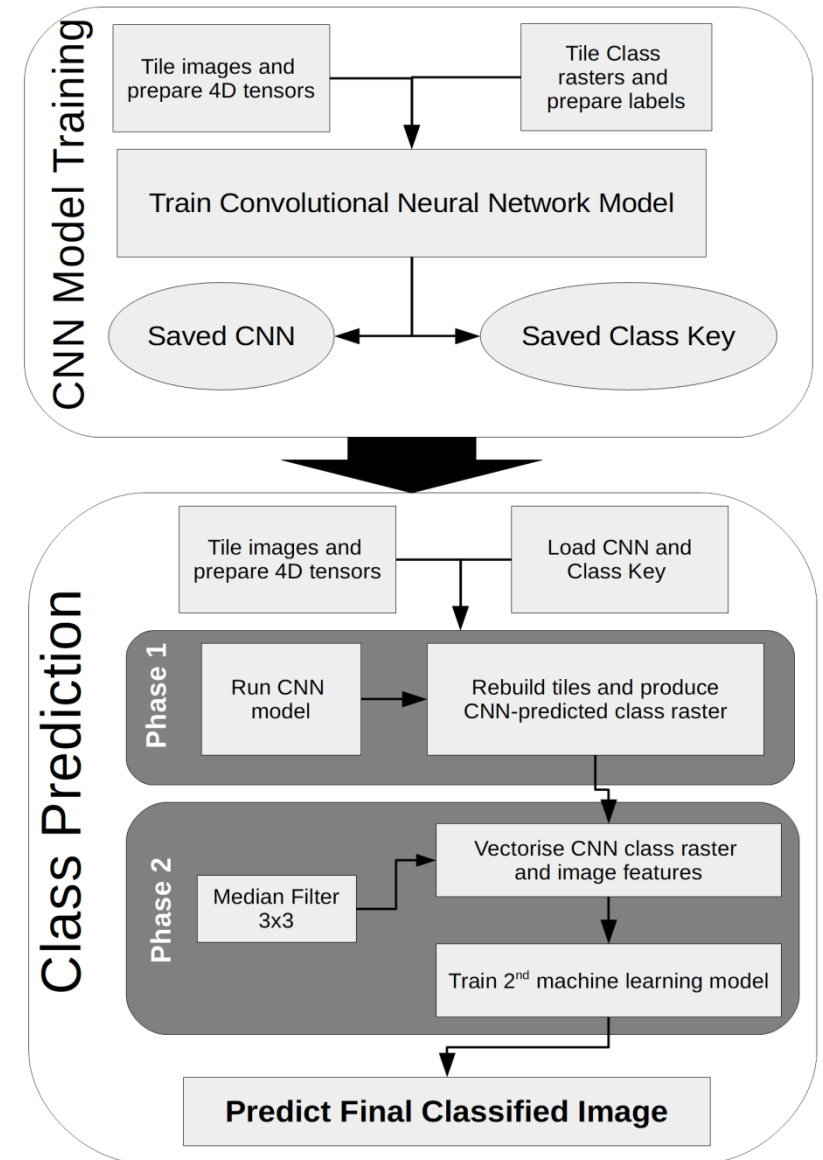 CNN Model Training
Tile images and
prepare 4D tensors
Tile Class
rasters and
prepare labels
Train Convolutional Neural Network Model
Saved CNN
Saved Class Key
Class Prediction
Tile images and
prepare 4D tensors
Load CNN and
Class Key
Phase 1
Run CNN
model
Rebuild tiles and produce
CNN-predicted class raster
Phase 2
Median Filter
3x3
Vectorise CNN class raster
and image features
Train 2nd machine learning model
Predict Final Classified Image